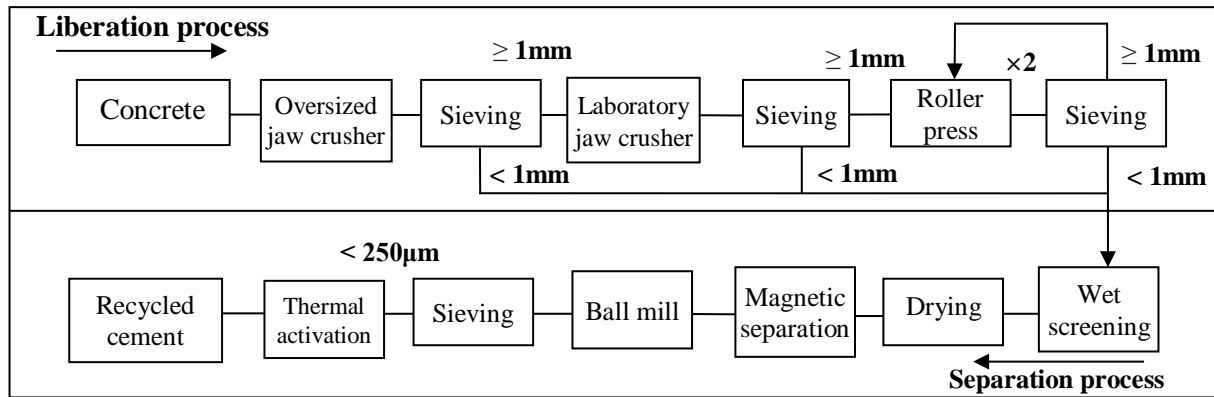 Liberation process
≥ 1mm
≥ 1mm
×2
≥ 1mm
Concrete
Oversized
jaw crusher
Sieving
Laboratory
jaw crusher
Sieving
Roller
press
Sieving
< 1mm
< 1mm
< 1mm
< 250μm
Recycled
cement
Thermal
activation
Sieving
Ball mill
Magnetic
separation
Drying
Wet
screening
Separation process